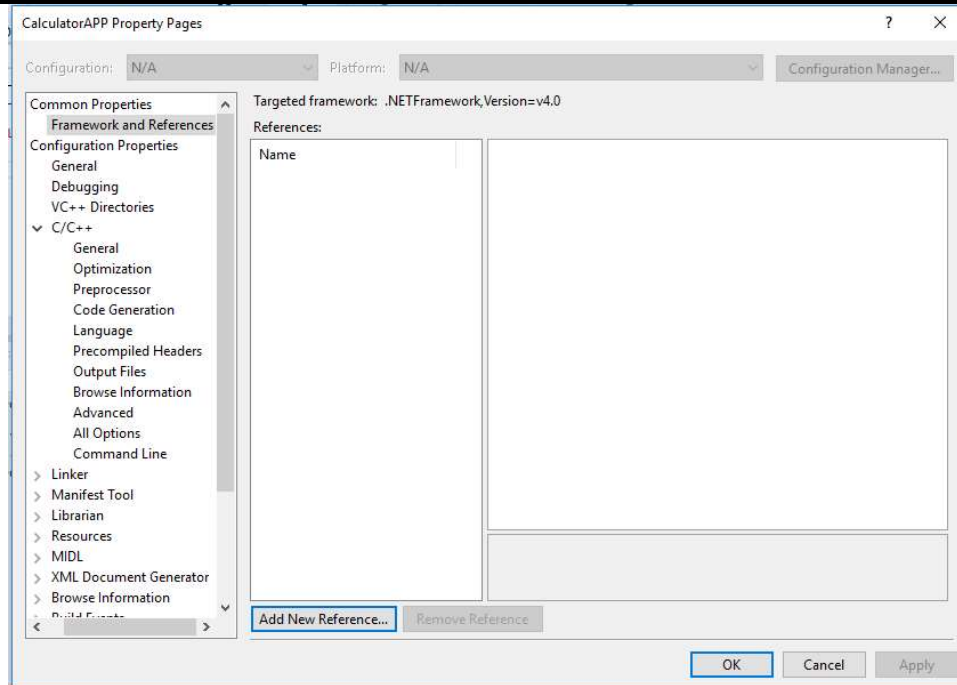 CalculatorAPP Property Pages
?
Configuration: N/A Platform: N/A Configuration Manager...
Common Properties
Framework and References
Configuration Properties
General
Debugging
VC++ Directories
C/C++
General
Optimization
Preprocessor
Code Generation
Language
Precompiled Headers
Output Files
Browse Information
Advanced
All Options
Command Line
Linker
Manifest Tool
Librarian
Resources
MIDL
XML Document Generator
Browse Information
Build Events
Targeted framework: .NETFramework,Version=v4.0
References:
Name
Add New Reference... Remove Reference
OK Cancel Apply